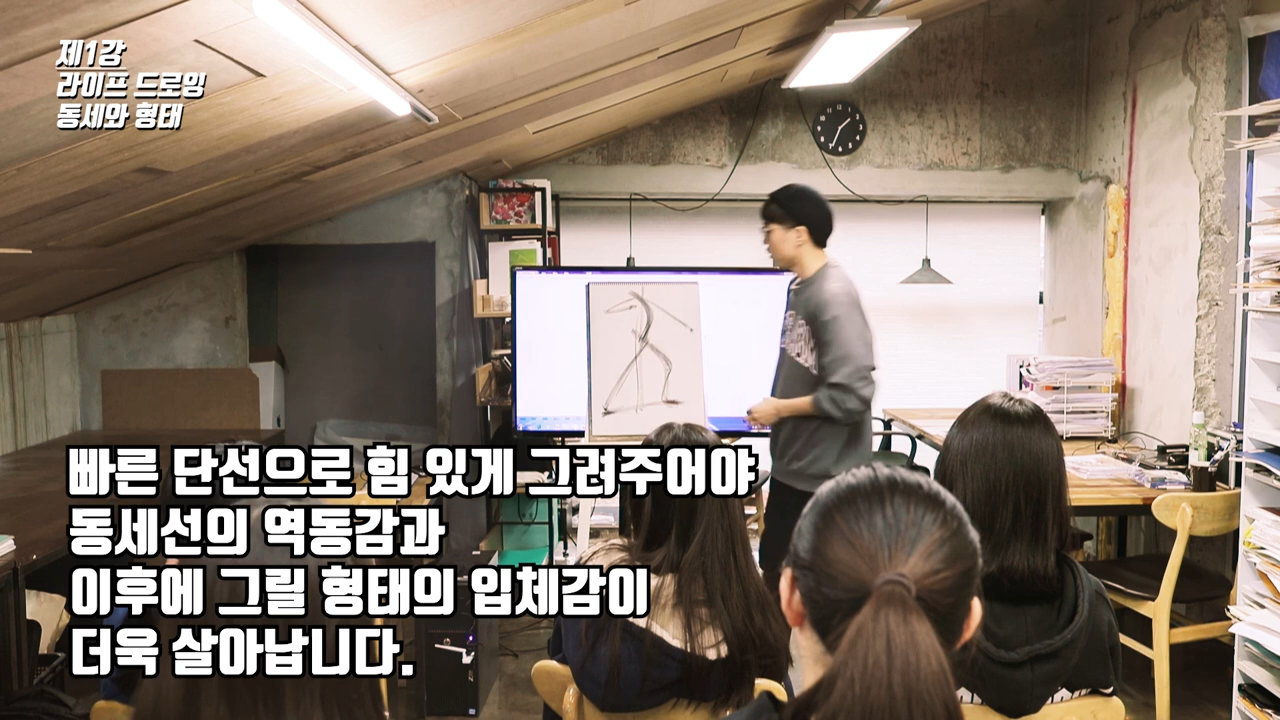 제1강
라이프 드로잉
동세와 형태
빠른 단선으로 힘 있게 그려주어야
동세선의 역동감과
이후에 그릴 형태의 입체감이
더욱 살아납니다.